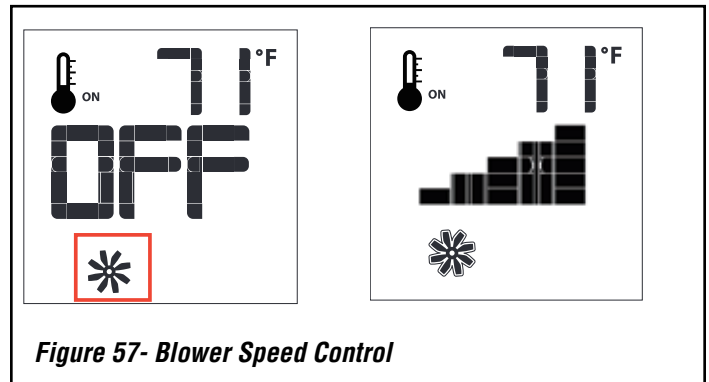 71 °F
ON
OFF
71 °F
ON
Figure 57- Blower Speed Control